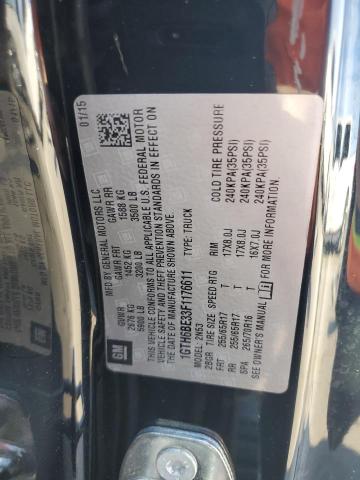 MFD BY GENERAL MOTORS LLC 01/15
GVWR GAWR FRT GAWR RR
2676 KG 1452 KG 1588 KG
5900 LB 3200 LB 3500 LB
THIS VEHICLE CONFORMS TO ALL APPLICABLE U.S. FEDERAL MOTOR
VEHICLE SAFETY AND THEFT PREVENTION STANDARDS IN EFFECT ON
THE DATE OF MANUFACTURE SHOWN ABOVE.
1GTH6BE33F1176611 TYPE: TRUCK
MODEL: 2N53
2BGR TIRE SIZE SPEED RTG RIM COLD TIRE PRESSURE
FRT 255/65R17 T 17X8.0J 240KPA(35PSI)
RR 255/65R17 T 17X8.0J 240KPA(35PSI)
SPA 265/70R16 T 16X7.0J 240KPA(35PSI)
SEE OWNER'S MANUAL FOR ADDITIONAL INFORMATION.
GM